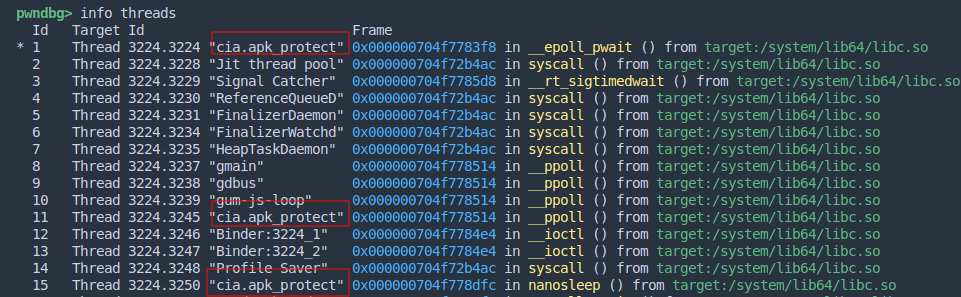 pwndbg> info threads
Id Target Id Frame
* 1 Thread 3224.3224 "cia.apk_protect" 0x000000704f7783f8 in __epoll_pwait () from target:/system/lib64/libc.so
2 Thread 3224.3228 "Jit thread pool" 0x000000704f72b4ac in syscall () from target:/system/lib64/libc.so
3 Thread 3224.3229 "Signal Catcher" 0x000000704f7785d8 in __rt_sigtimedwait () from target:/system/lib64/libc.so
4 Thread 3224.3230 "ReferenceQueueD" 0x000000704f72b4ac in syscall () from target:/system/lib64/libc.so
5 Thread 3224.3231 "FinalizerDaemon" 0x000000704f72b4ac in syscall () from target:/system/lib64/libc.so
6 Thread 3224.3234 "FinalizerWatchd" 0x000000704f72b4ac in syscall () from target:/system/lib64/libc.so
7 Thread 3224.3235 "HeapTaskDaemon" 0x000000704f72b4ac in syscall () from target:/system/lib64/libc.so
8 Thread 3224.3237 "gmain" 0x000000704f778514 in __ppoll () from target:/system/lib64/libc.so
9 Thread 3224.3238 "gdbus" 0x000000704f778514 in __ppoll () from target:/system/lib64/libc.so
10 Thread 3224.3239 "gum-js-loop" 0x000000704f778514 in __ppoll () from target:/system/lib64/libc.so
11 Thread 3224.3245 "cia.apk_protect" 0x000000704f778514 in __ppoll () from target:/system/lib64/libc.so
12 Thread 3224.3246 "Binder:3224_1" 0x000000704f7784e4 in __ioctl () from target:/system/lib64/libc.so
13 Thread 3224.3247 "Binder:3224_2" 0x000000704f7784e4 in __ioctl () from target:/system/lib64/libc.so
14 Thread 3224.3248 "Profile Saver" 0x000000704f72b4ac in syscall () from target:/system/lib64/libc.so
15 Thread 3224.3250 "cia.apk_protect" 0x000000704f778dfc in nanosleep () from target:/system/lib64/libc.so